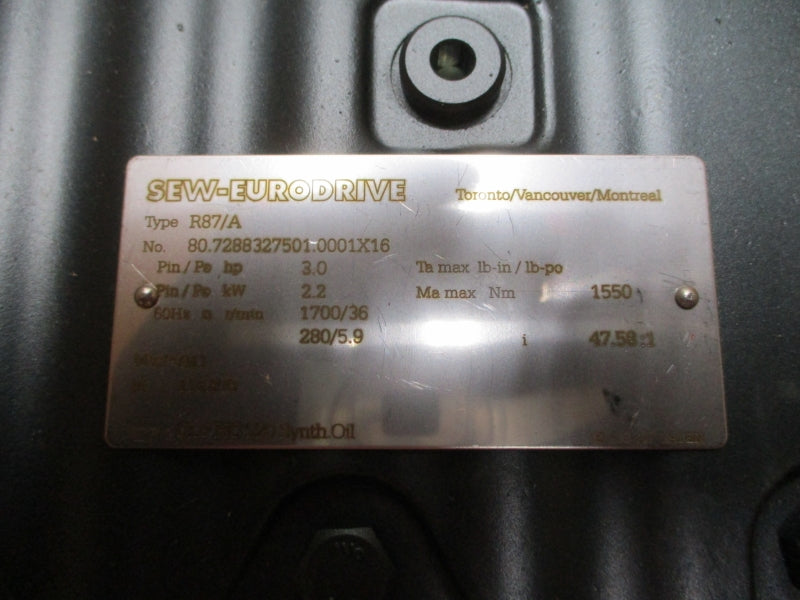 SEW-EURODRIVE Toronto/Vancouver/Montreal
Type R87/A
No. 80.7288327501.0001X16
Pin/Pe hp 3.0 Ta max lb-in/lb-po
Pin/Pe kW 2.2 Ma max Nm 1550
60Hz n r/min 1700/36
280/5.9 i 47.58:1
Synth.Oil